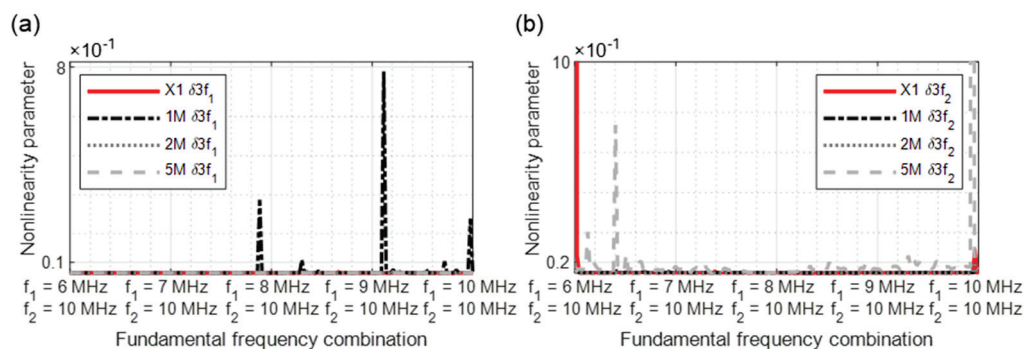 (a)
×10⁻¹
8
0.1
Nonlinearity parameter
X1 δ3f₁
1M δ3f₁
2M δ3f₁
5M δ3f₁
f₁ = 6 MHz f₁ = 7 MHz f₁ = 8 MHz f₁ = 9 MHz f₁ = 10 MHz
f₂ = 10 MHz f₂ = 10 MHz f₂ = 10 MHz f₂ = 10 MHz f₂ = 10 MHz
Fundamental frequency combination
(b)
×10⁻¹
10
0.2
Nonlinearity parameter
X1 δ3f₂
1M δ3f₂
2M δ3f₂
5M δ3f₂
f₁ = 6 MHz f₁ = 7 MHz f₁ = 8 MHz f₁ = 9 MHz f₁ = 10 MHz
f₂ = 10 MHz f₂ = 10 MHz f₂ = 10 MHz f₂ = 10 MHz f₂ = 10 MHz
Fundamental frequency combination